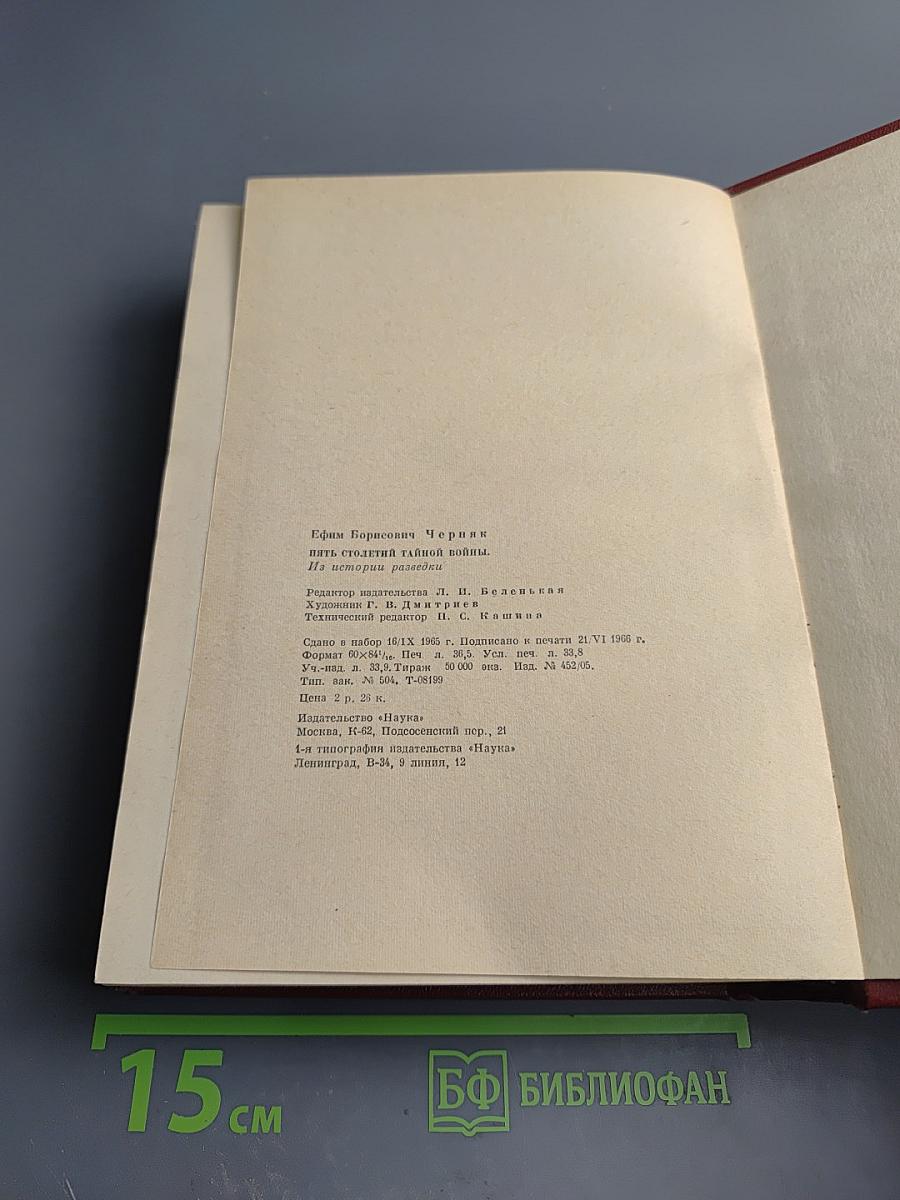 Ефим Борисович Черняк
ПЯТЬ СТОЛЕТИЙ ТАЙНОЙ ВОЙНЫ.
Из истории разведки
Редактор издательства Л. И. Беленькая
Художник Г. В. Дмитриев
Технический редактор П. С. Кашина
Сдано в набор 16/IX 1965 г. Подписано к печати 21/VI 1966 г.
Формат 60×84¹/₁₆. Печ. л. 36,5. Усл. печ. л. 33,8
Уч.-изд. л. 33,9. Тираж 50 000 экз. Изд. № 452/05.
Тип. зак. № 504. Т-08199
Цена 2 р. 26 к.
Издательство «Наука»
Москва, К-62, Подсосенский пер., 21
1-я типография издательства «Наука»
Ленинград, В-34, 9 линия, 12
15 см
БФ БИБЛИОФАН